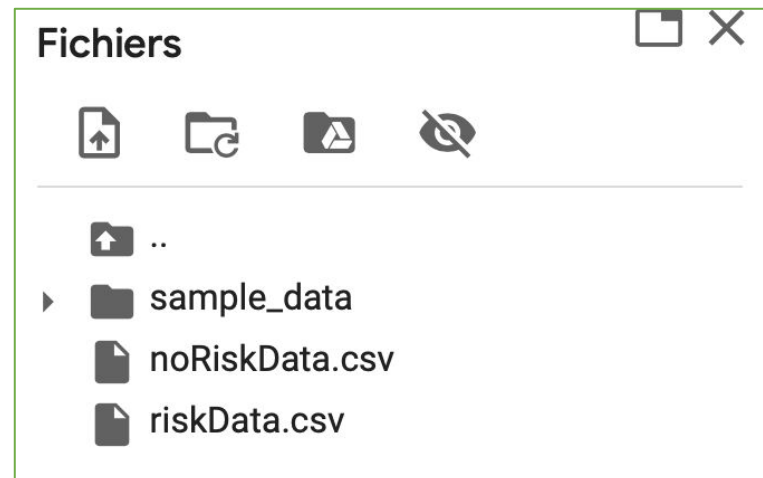 Fichiers
..
sample_data
noRiskData.csv
riskData.csv